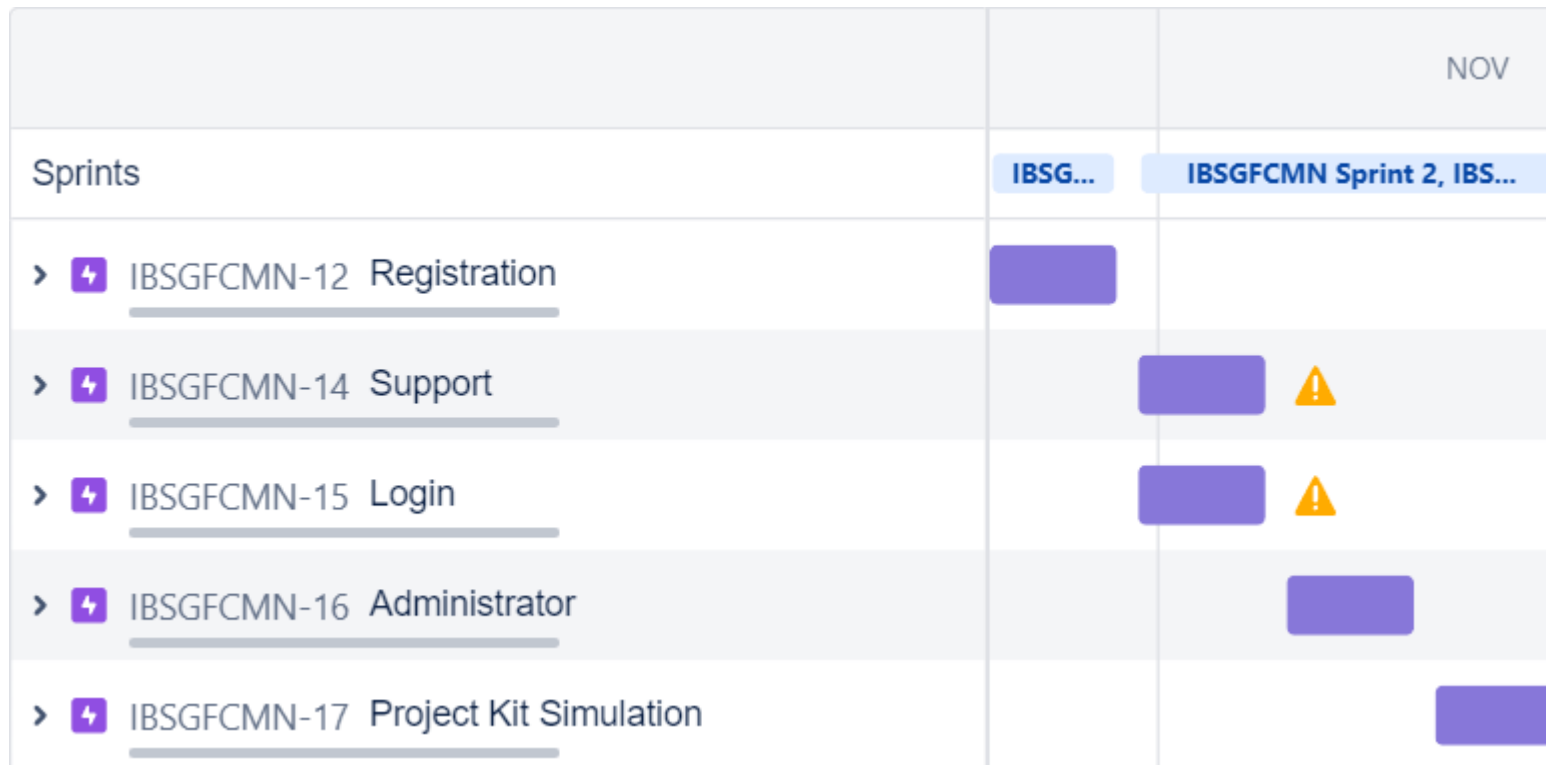 NOV
Sprints IBSG... IBSGFCMN Sprint 2, IBS...
IBSGFCMN-12 Registration
IBSGFCMN-14 Support
IBSGFCMN-15 Login
IBSGFCMN-16 Administrator
IBSGFCMN-17 Project Kit Simulation